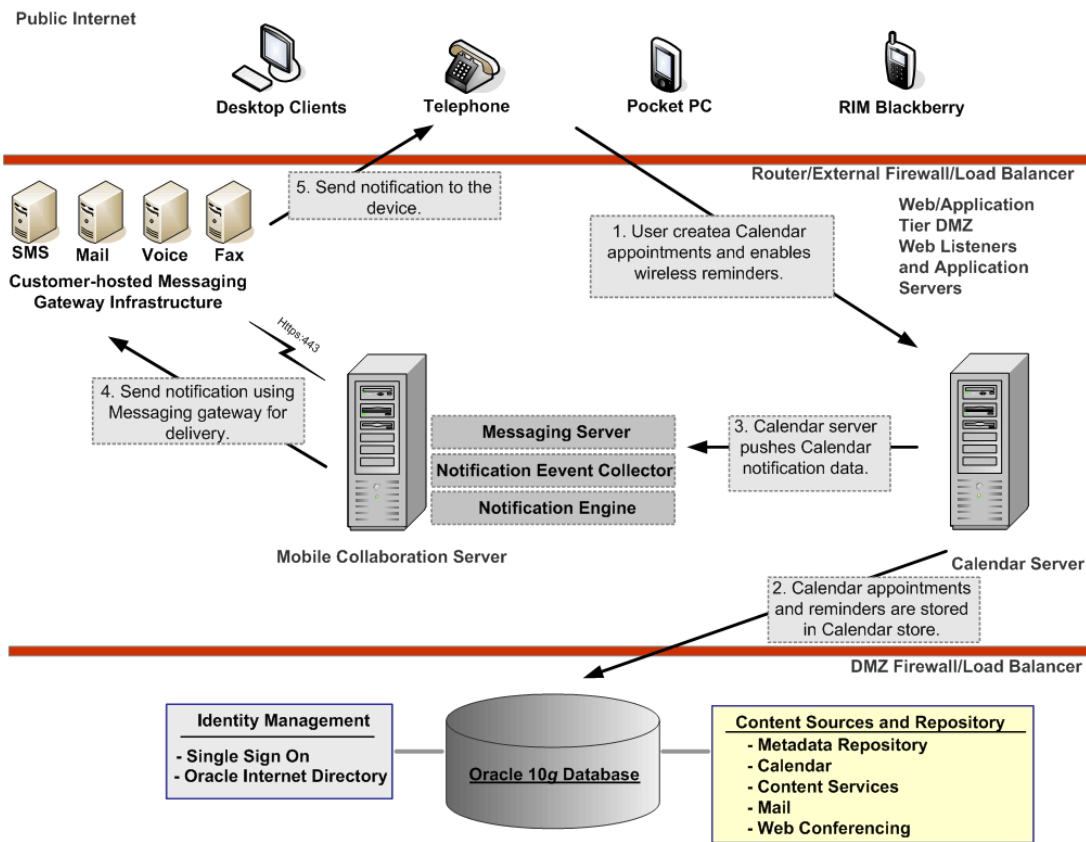 Public Internet
Desktop Clients
Telephone
Pocket PC
RIM Blackberry
Router/External Firewall/Load Balancer
5. Send notification to the
device.
SMS
Mail
Voice
Fax
Customer-hosted Messaging
Gateway Infrastructure
1. User createa Calendar
appointments and enables
wireless reminders.
Web/Application
Tier DMZ
Web Listeners
and Application
Servers
Https:443
4. Send notification using
Messaging gateway for
delivery.
Messaging Server
Notification Eevent Collector
Notification Engine
3. Calendar server
pushes Calendar
notification data.
Mobile Collaboration Server
Calendar Server
2. Calendar appointments
and reminders are stored
in Calendar store.
DMZ Firewall/Load Balancer
Identity Management
- Single Sign On
- Oracle Internet Directory
Oracle 10g Database
Content Sources and Repository
- Metadata Repository
- Calendar
- Content Services
- Mail
- Web Conferencing